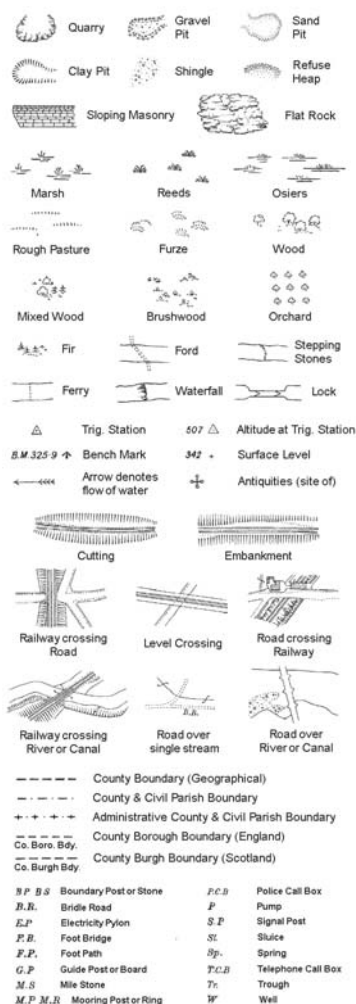 Quarry Gravel Pit Sand Pit
Clay Pit Shingle Refuse Heap
Sloping Masonry Flat Rock
Marsh Reeds Osiers
Rough Pasture Furze Wood
Mixed Wood Brushwood Orchard
Fir Ford Stepping Stones
Ferry Waterfall Lock
Trig. Station 507 Altitude at Trig. Station
B.M.325·9 Bench Mark 342 Surface Level
Arrow denotes flow of water Antiquities (site of)
Cutting Embankment
Railway crossing Road Level Crossing Road crossing Railway
B.R.
Railway crossing River or Canal Road over single stream Road over River or Canal
County Boundary (Geographical)
County & Civil Parish Boundary
Administrative County & Civil Parish Boundary
County Borough Boundary (England)
Co. Boro. Bdy.
County Burgh Boundary (Scotland)
Co. Burgh Bdy.
B P B S Boundary Post or Stone P.C.B Police Call Box
B.R. Bridle Road P Pump
E.P Electricity Pylon S.P Signal Post
F.B. Foot Bridge Sl. Sluice
F.P. Foot Path Sp. Spring
G.P Guide Post or Board T.C.B Telephone Call Box
M.S Mile Stone Tr. Trough
M.P M.R Mooring Post or Ring W Well